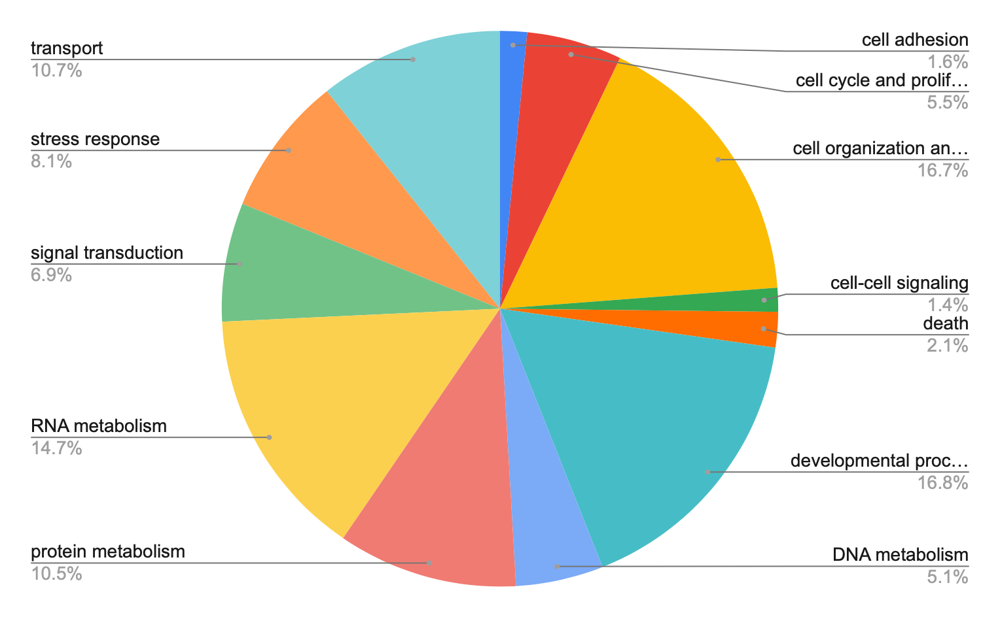 transport
10.7%
stress response
8.1%
signal transduction
6.9%
RNA metabolism
14.7%
protein metabolism
10.5%
cell adhesion
1.6%
cell cycle and prolif…
5.5%
cell organization an…
16.7%
cell-cell signaling
1.4%
death
2.1%
developmental proc…
16.8%
DNA metabolism
5.1%